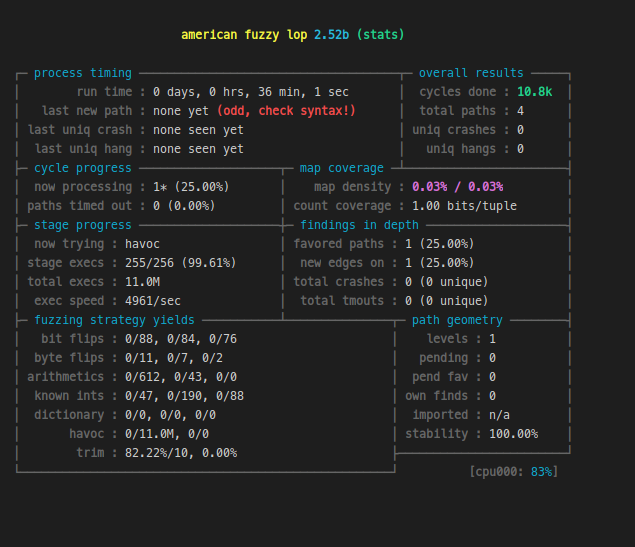 american fuzzy lop 2.52b (stats)
process timing overall results
run time : 0 days, 0 hrs, 36 min, 1 sec cycles done : 10.8k
last new path : none yet (odd, check syntax!) total paths : 4
last uniq crash : none seen yet uniq crashes : 0
last uniq hang : none seen yet uniq hangs : 0
cycle progress map coverage
now processing : 1* (25.00%) map density : 0.03% / 0.03%
paths timed out : 0 (0.00%) count coverage : 1.00 bits/tuple
stage progress findings in depth
now trying : havoc favored paths : 1 (25.00%)
stage execs : 255/256 (99.61%) new edges on : 1 (25.00%)
total execs : 11.0M total crashes : 0 (0 unique)
exec speed : 4961/sec total tmouts : 0 (0 unique)
fuzzing strategy yields path geometry
bit flips : 0/88, 0/84, 0/76 levels : 1
byte flips : 0/11, 0/7, 0/2 pending : 0
arithmetics : 0/612, 0/43, 0/0 pend fav : 0
known ints : 0/47, 0/190, 0/88 own finds : 0
dictionary : 0/0, 0/0, 0/0 imported : n/a
havoc : 0/11.0M, 0/0 stability : 100.00%
trim : 82.22%/10, 0.00%
[cpu000: 83%]